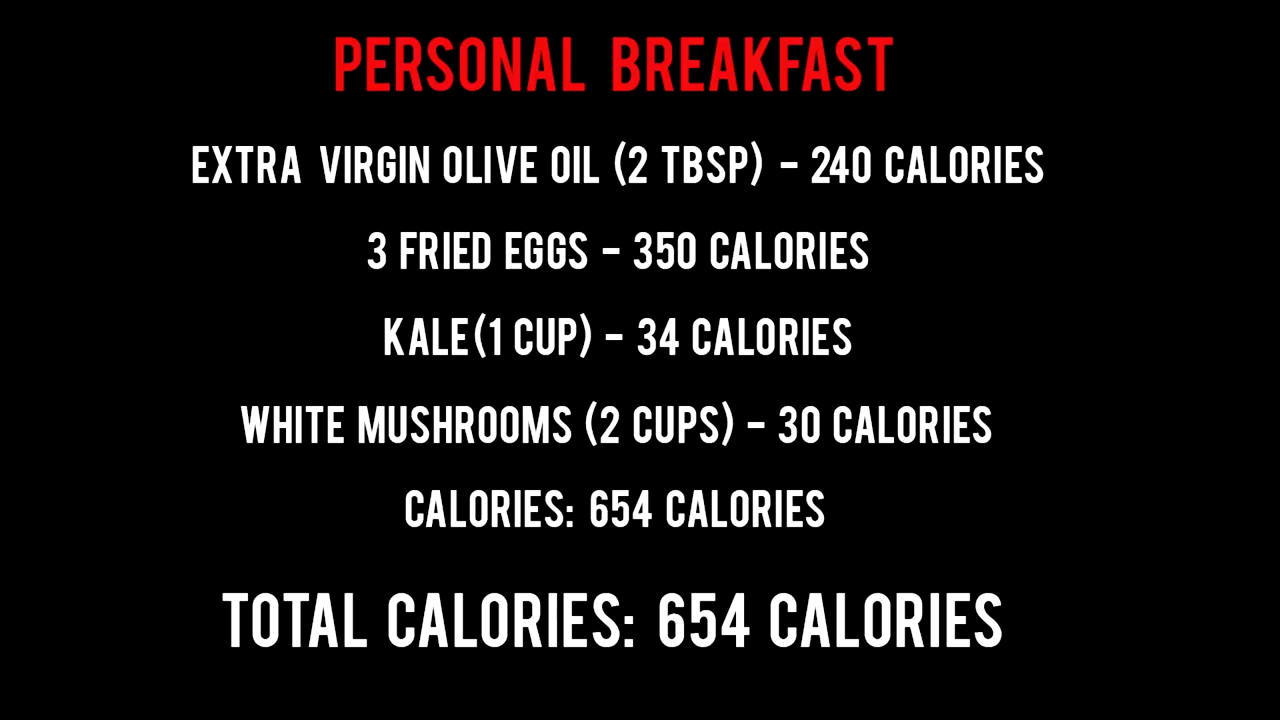 PERSONAL BREAKFAST
EXTRA VIRGIN OLIVE OIL (2 TBSP) - 240 CALORIES
3 FRIED EGGS - 350 CALORIES
KALE(1 CUP) - 34 CALORIES
WHITE MUSHROOMS (2 CUPS) - 30 CALORIES
CALORIES: 654 CALORIES
TOTAL CALORIES: 654 CALORIES